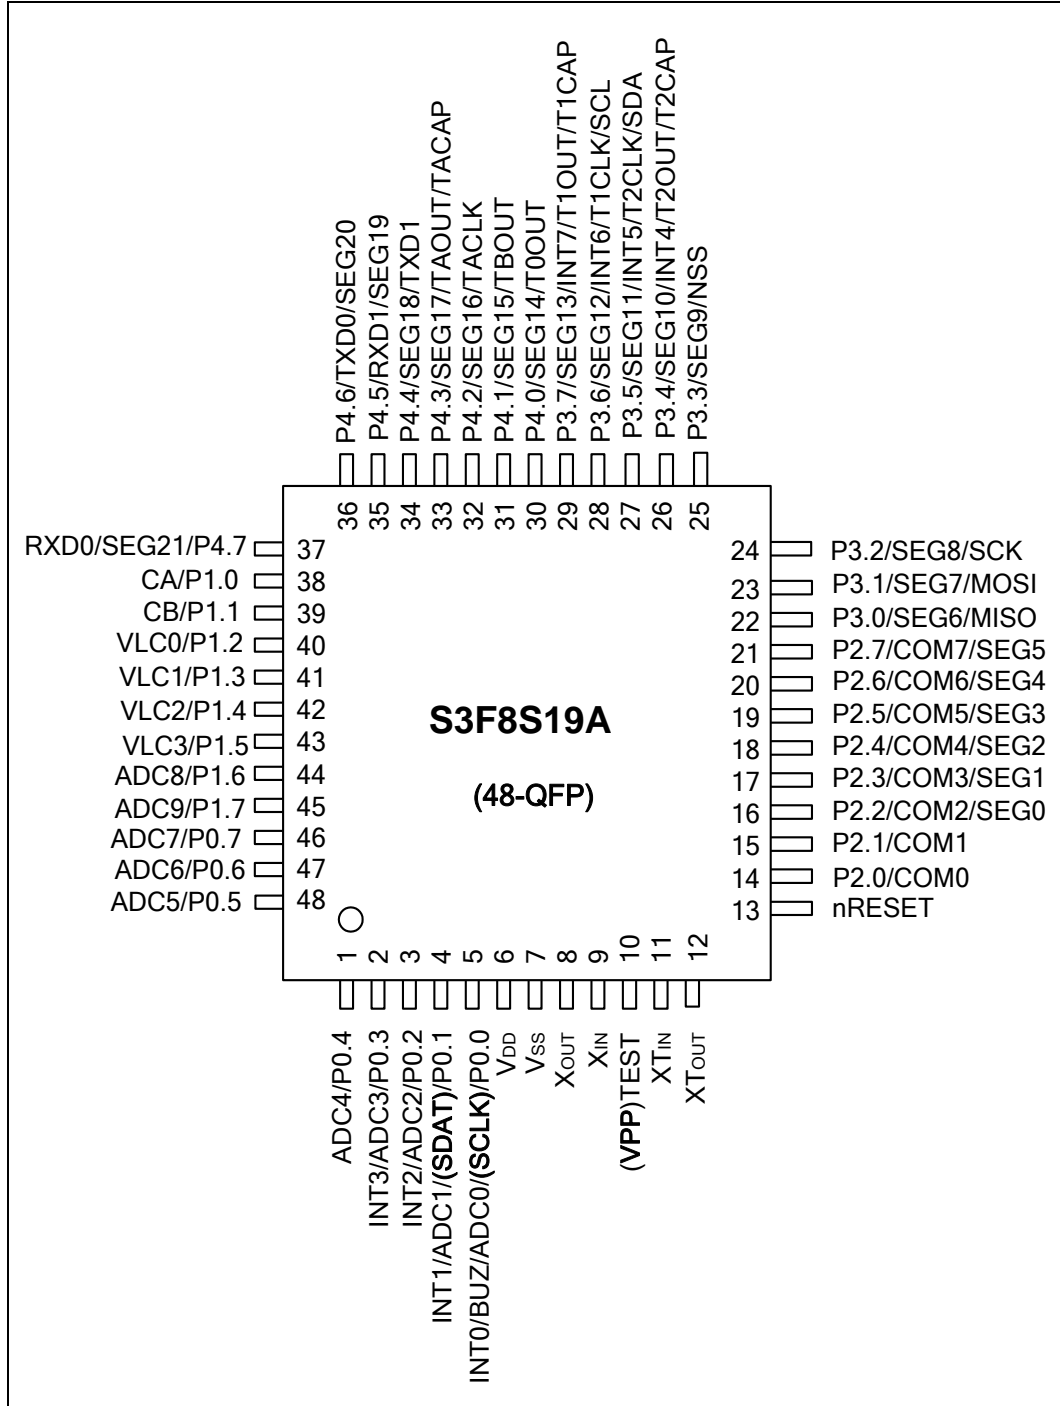 P4.6/TXD0/SEG20
P4.5/RXD1/SEG19
P4.4/SEG18/TXD1
P4.3/SEG17/TAOUT/TACAP
P4.2/SEG16/TACLK
P4.1/SEG15/TBOUT
P4.0/SEG14/T0OUT
P3.7/SEG13/INT7/T1OUT/T1CAP
P3.6/SEG12/INT6/T1CLK/SCL
P3.5/SEG11/INT5/T2CLK/SDA
P3.4/SEG10/INT4/T2OUT/T2CAP
P3.3/SEG9/NSS
36
35
34
33
32
31
30
29
28
27
26
25
RXD0/SEG21/P4.7 37
CA/P1.0 38
CB/P1.1 39
VLC0/P1.2 40
VLC1/P1.3 41
VLC2/P1.4 42
VLC3/P1.5 43
ADC8/P1.6 44
ADC9/P1.7 45
ADC7/P0.7 46
ADC6/P0.6 47
ADC5/P0.5 48
S3F8S19A
(48-QFP)
24 P3.2/SEG8/SCK
23 P3.1/SEG7/MOSI
22 P3.0/SEG6/MISO
21 P2.7/COM7/SEG5
20 P2.6/COM6/SEG4
19 P2.5/COM5/SEG3
18 P2.4/COM4/SEG2
17 P2.3/COM3/SEG1
16 P2.2/COM2/SEG0
15 P2.1/COM1
14 P2.0/COM0
13 nRESET
1
2
3
4
5
6
7
8
9
10
11
12
ADC4/P0.4
INT3/ADC3/P0.3
INT2/ADC2/P0.2
INT1/ADC1/(SDAT)/P0.1
INT0/BUZ/ADC0/(SCLK)/P0.0
VDD
VSS
XOUT
XIN
(VPP)TEST
XTIN
XTOUT